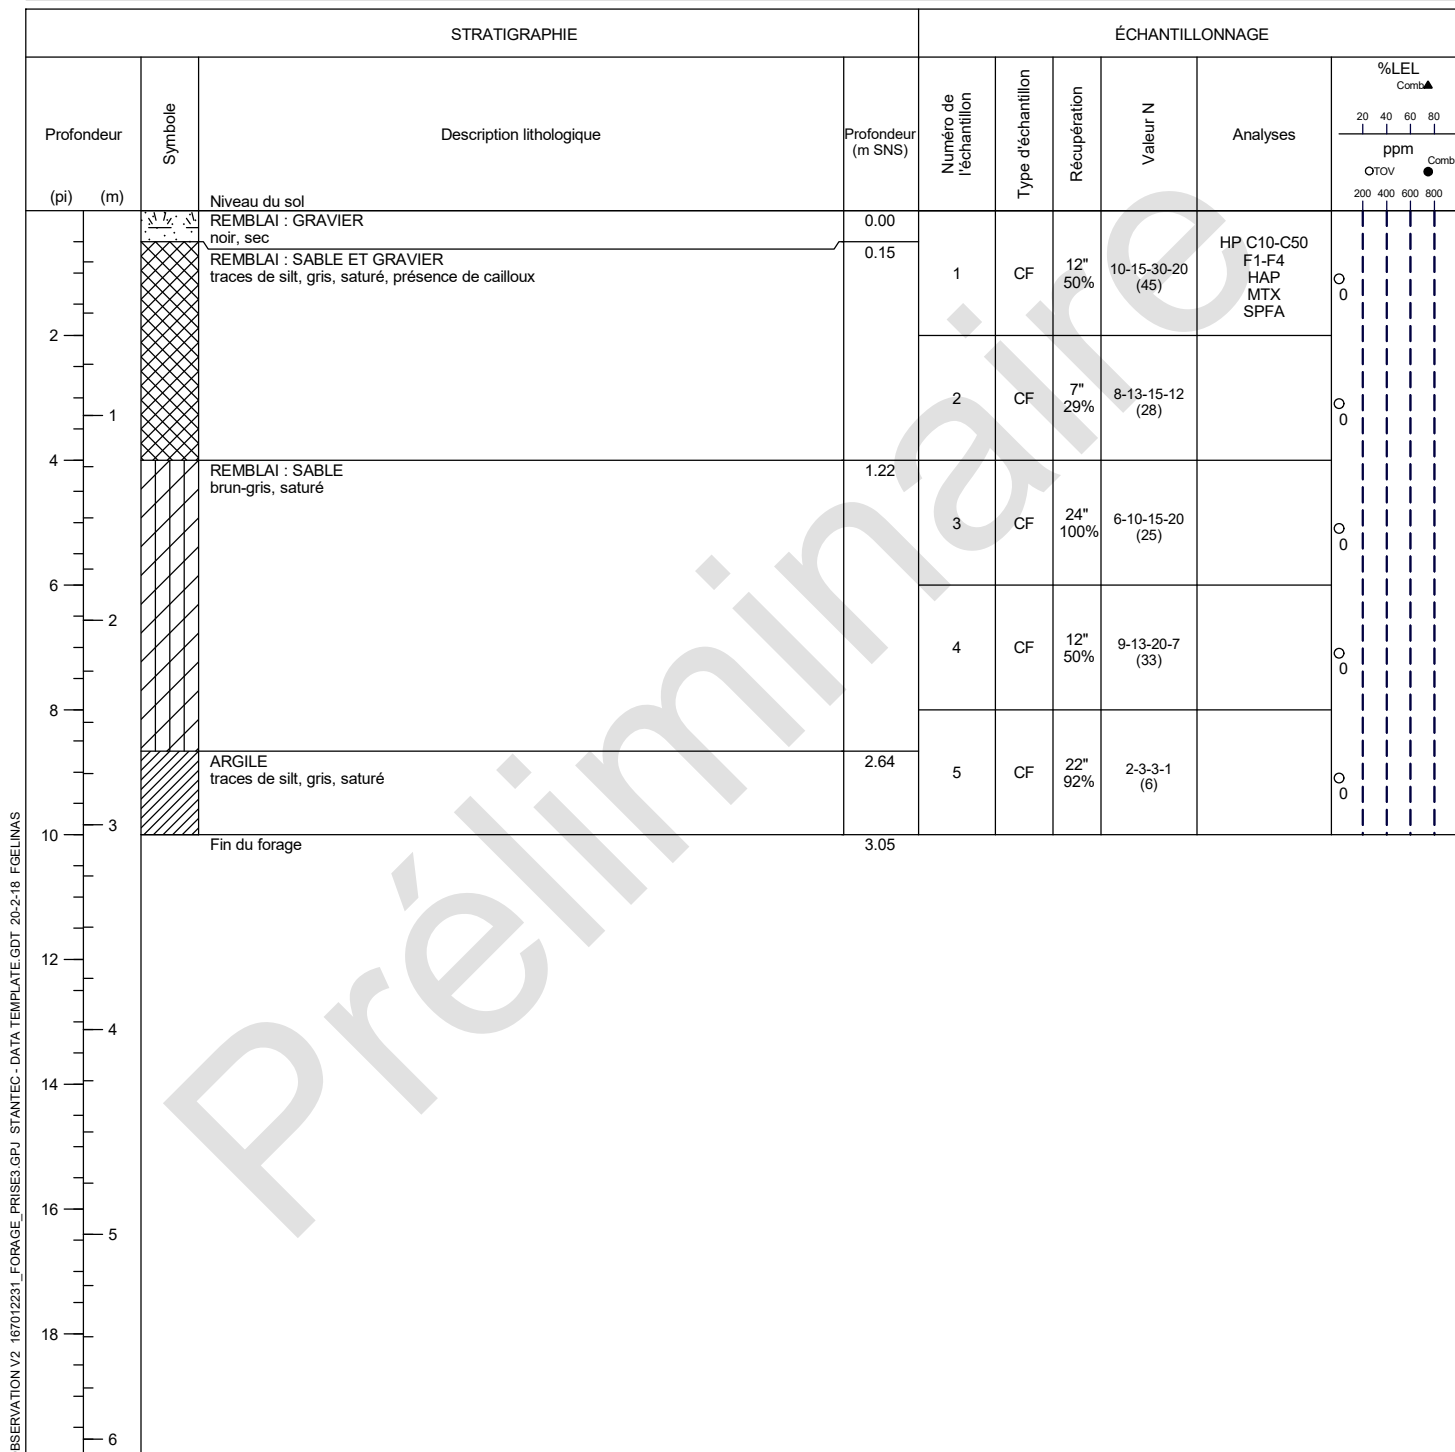 STRATIGRAPHIE
ÉCHANTILLONNAGE
Profondeur
(pi)
(m)
Symbole
Description lithologique
Niveau du sol
Profondeur
(m SNS)
Numéro de
l'échantillon
Type d'échantillon
Récupération
Valeur N
Analyses
%LEL
Comb
20 40 60 80
ppm
TOV
Comb
200 400 600 800
REMBLAI : GRAVIER
noir, sec
0.00
REMBLAI : SABLE ET GRAVIER
traces de silt, gris, saturé, présence de cailloux
0.15
REMBLAI : SABLE
brun-gris, saturé
1.22
ARGILE
traces de silt, gris, saturé
2.64
Fin du forage
3.05
1
CF
12"
50%
10-15-30-20
(45)
HP C10-C50
F1-F4
HAP
MTX
SPFA
0
2
CF
7"
29%
8-13-15-12
(28)
0
3
CF
24"
100%
6-10-15-20
(25)
0
4
CF
12"
50%
9-13-20-7
(33)
0
5
CF
22"
92%
2-3-3-1
(6)
0
2
4
6
8
10
12
14
16
18
1
2
3
4
5
6
Préliminaire
BSERVATION V2 167012231_FORAGE_PRISE3.GPJ STANTEC - DATA TEMPLATE.GDT 20-2-18 FGELINAS